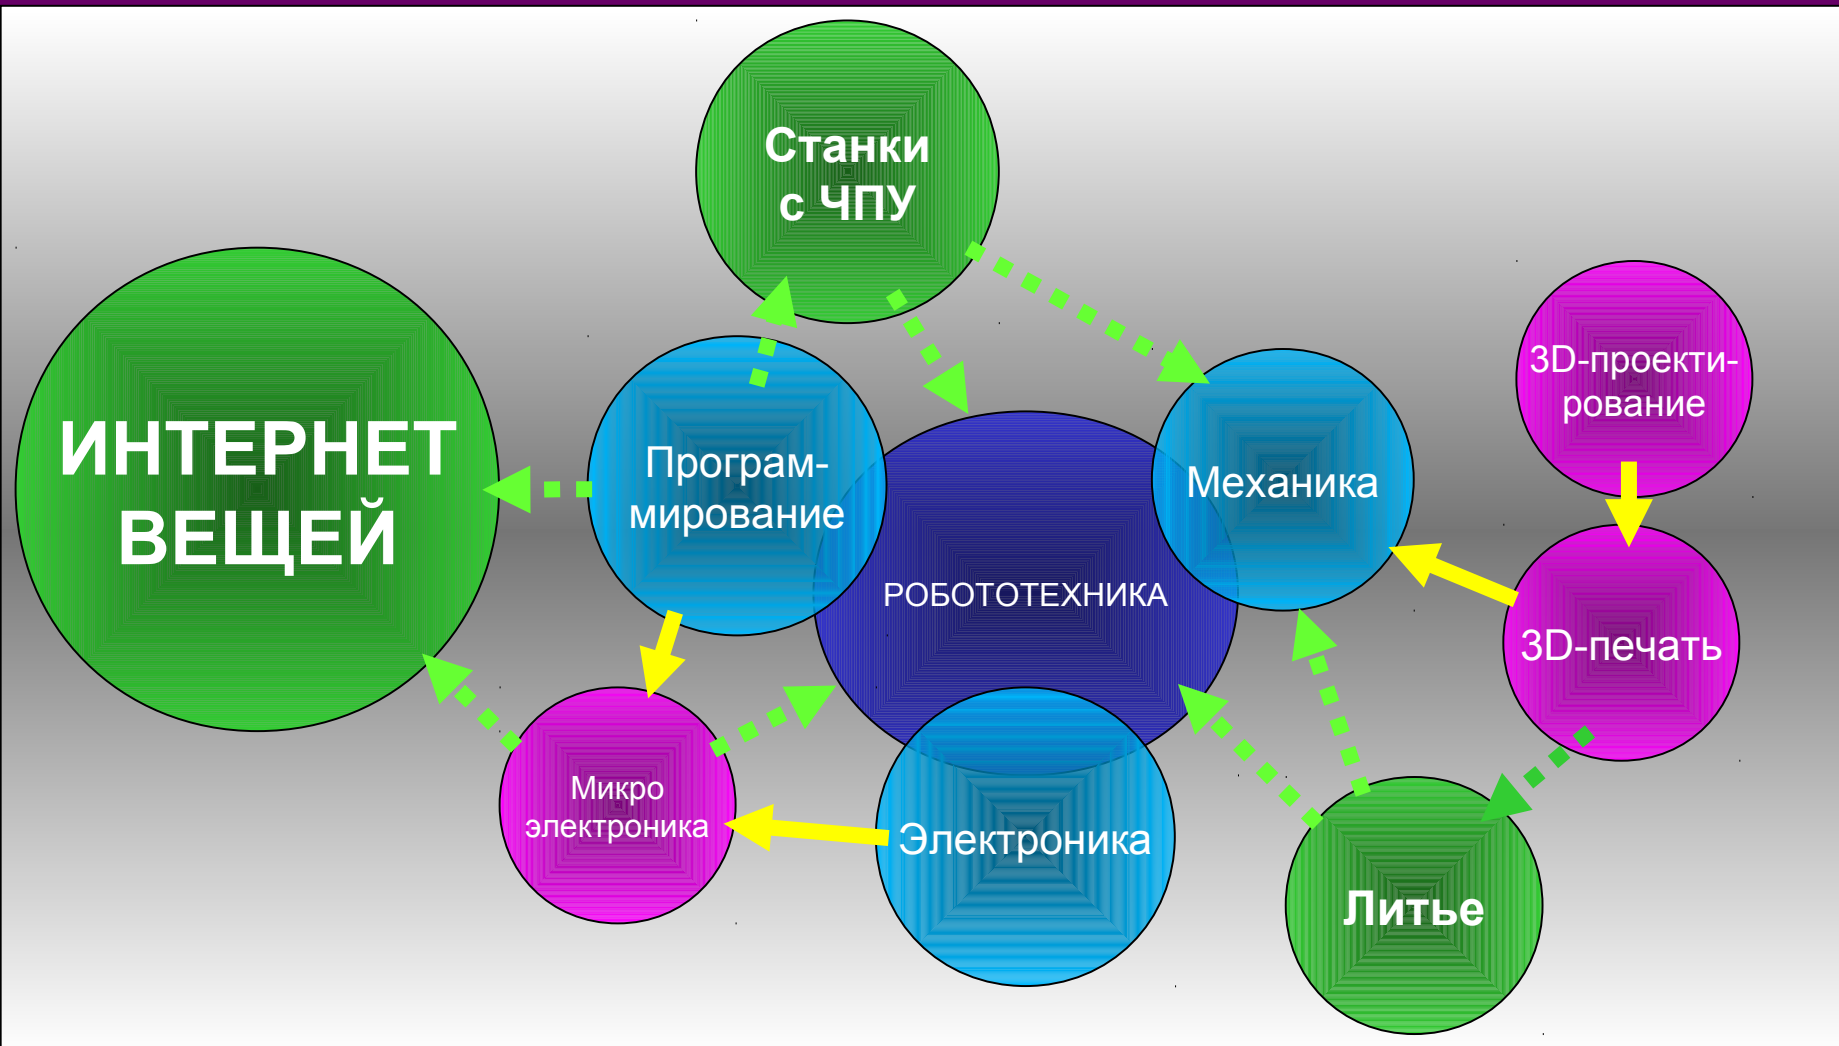 Станки
с ЧПУ
3D-проекти-
рование
ИНТЕРНЕТ
ВЕЩЕЙ
Програм-
мирование
Механика
РОБОТОТЕХНИКА
3D-печать
Микро
электроника
Электроника
Литье